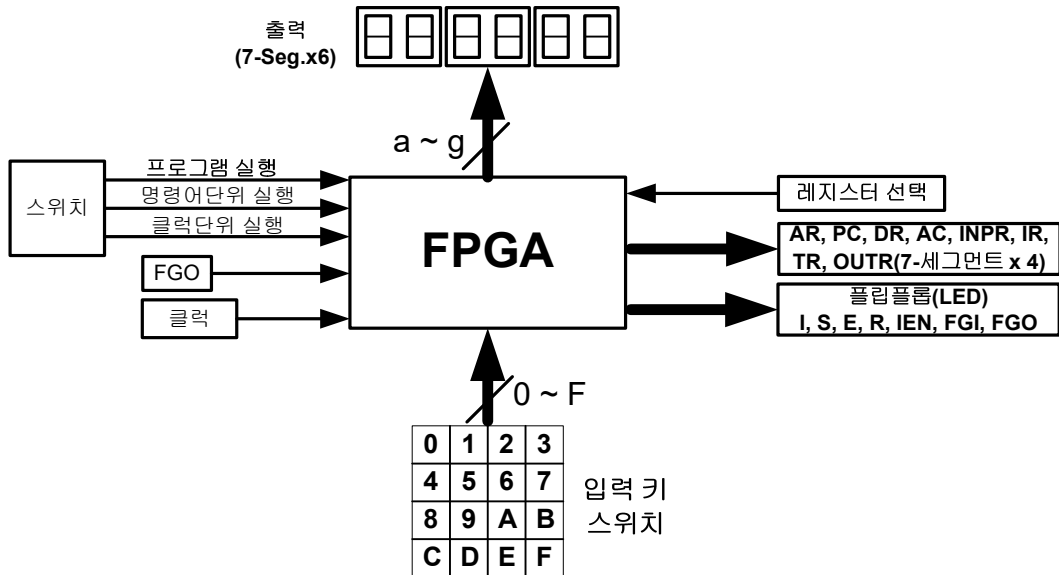 출력
(7-Seg.x6)
a ~ g
프로그램 실행
명령어단위 실행
클럭단위 실행
스위치
FGO
클럭
FPGA
레지스터 선택
AR, PC, DR, AC, INPR, IR,
TR, OUTR(7-세그먼트 x 4)
플립플롭(LED)
I, S, E, R, IEN, FGI, FGO
0 ~ F
0 1 2 3
4 5 6 7
8 9 A B
C D E F
입력 키
스위치